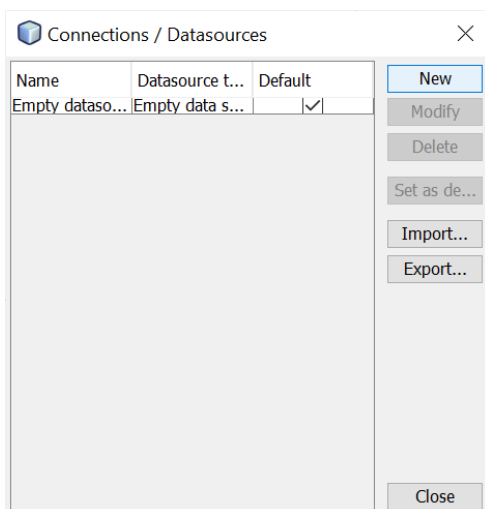 Connections / Datasources
Name Datasource t... Default
Empty dataso... Empty data s...
New
Modify
Delete
Set as de...
Import...
Export...
Close